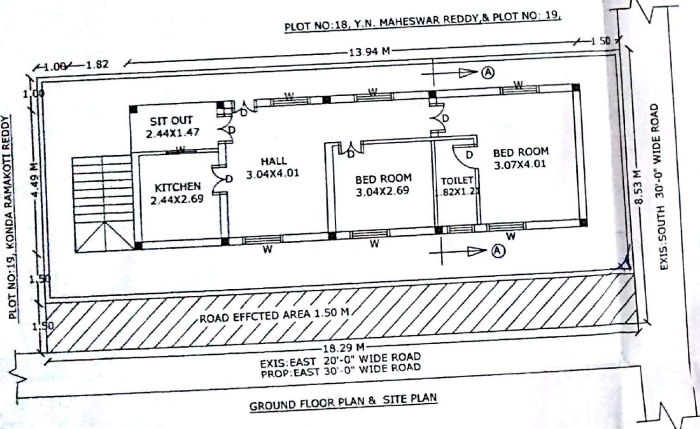 PLOT NO:18, Y.N. MAHESWAR REDDY,& PLOT NO: 19,
1.00
1.82
13.94 M
1 50
1.00
A
W
W
W
D
D
D
SIT OUT
2.44X1.47
W
HALL
3.04X4.01
D
D
BED ROOM
3.07X4.01
KITCHEN
2.44X2.69
D
BED ROOM
3.04X2.69
TOILET
.82X1.2
4.49 M
8.53 M
PLOT NO:19, KONDA RAMAKOTI REDDY
EXIS:SOUTH 30'-0" WIDE ROAD
W
W
W
A
1.50
1.50
ROAD EFFCTED AREA 1.50 M
18.29 M
EXIS:EAST 20'-0" WIDE ROAD
PROP:EAST 30'-0" WIDE ROAD
GROUND FLOOR PLAN & SITE PLAN